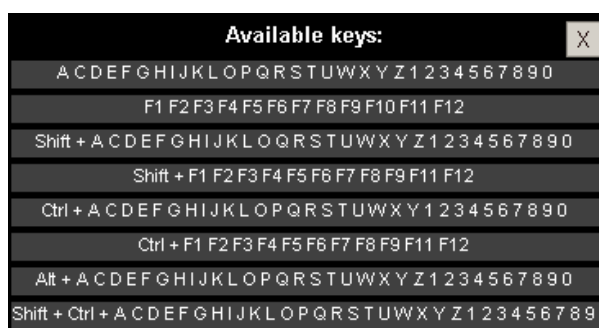 Available keys:
X
A C D E F G H I J K L O P Q R S T U W X Y Z 1 2 3 4 5 6 7 8 9 0
F1 F2 F3 F4 F5 F6 F7 F8 F9 F10 F11 F12
Shift + A C D E F G H I J K L O P Q R S T U W X Y Z 1 2 3 4 5 6 7 8 9 0
Shift + F1 F2 F3 F4 F5 F6 F7 F8 F9 F11 F12
Ctrl + A C D E F G H I J K L O P Q R S T U W X Y 1 2 3 4 5 6 7 8 9 0
Ctrl + F1 F2 F3 F4 F5 F6 F7 F8 F9 F11 F12
Alt + A C D E F G H I J K L O P Q R S T U W X Y Z 1 2 3 4 5 6 7 8 9 0
Shift + Ctrl + A C D E F G H I J K L O P Q R S T U W X Y Z 1 2 3 4 5 6 7 8 9